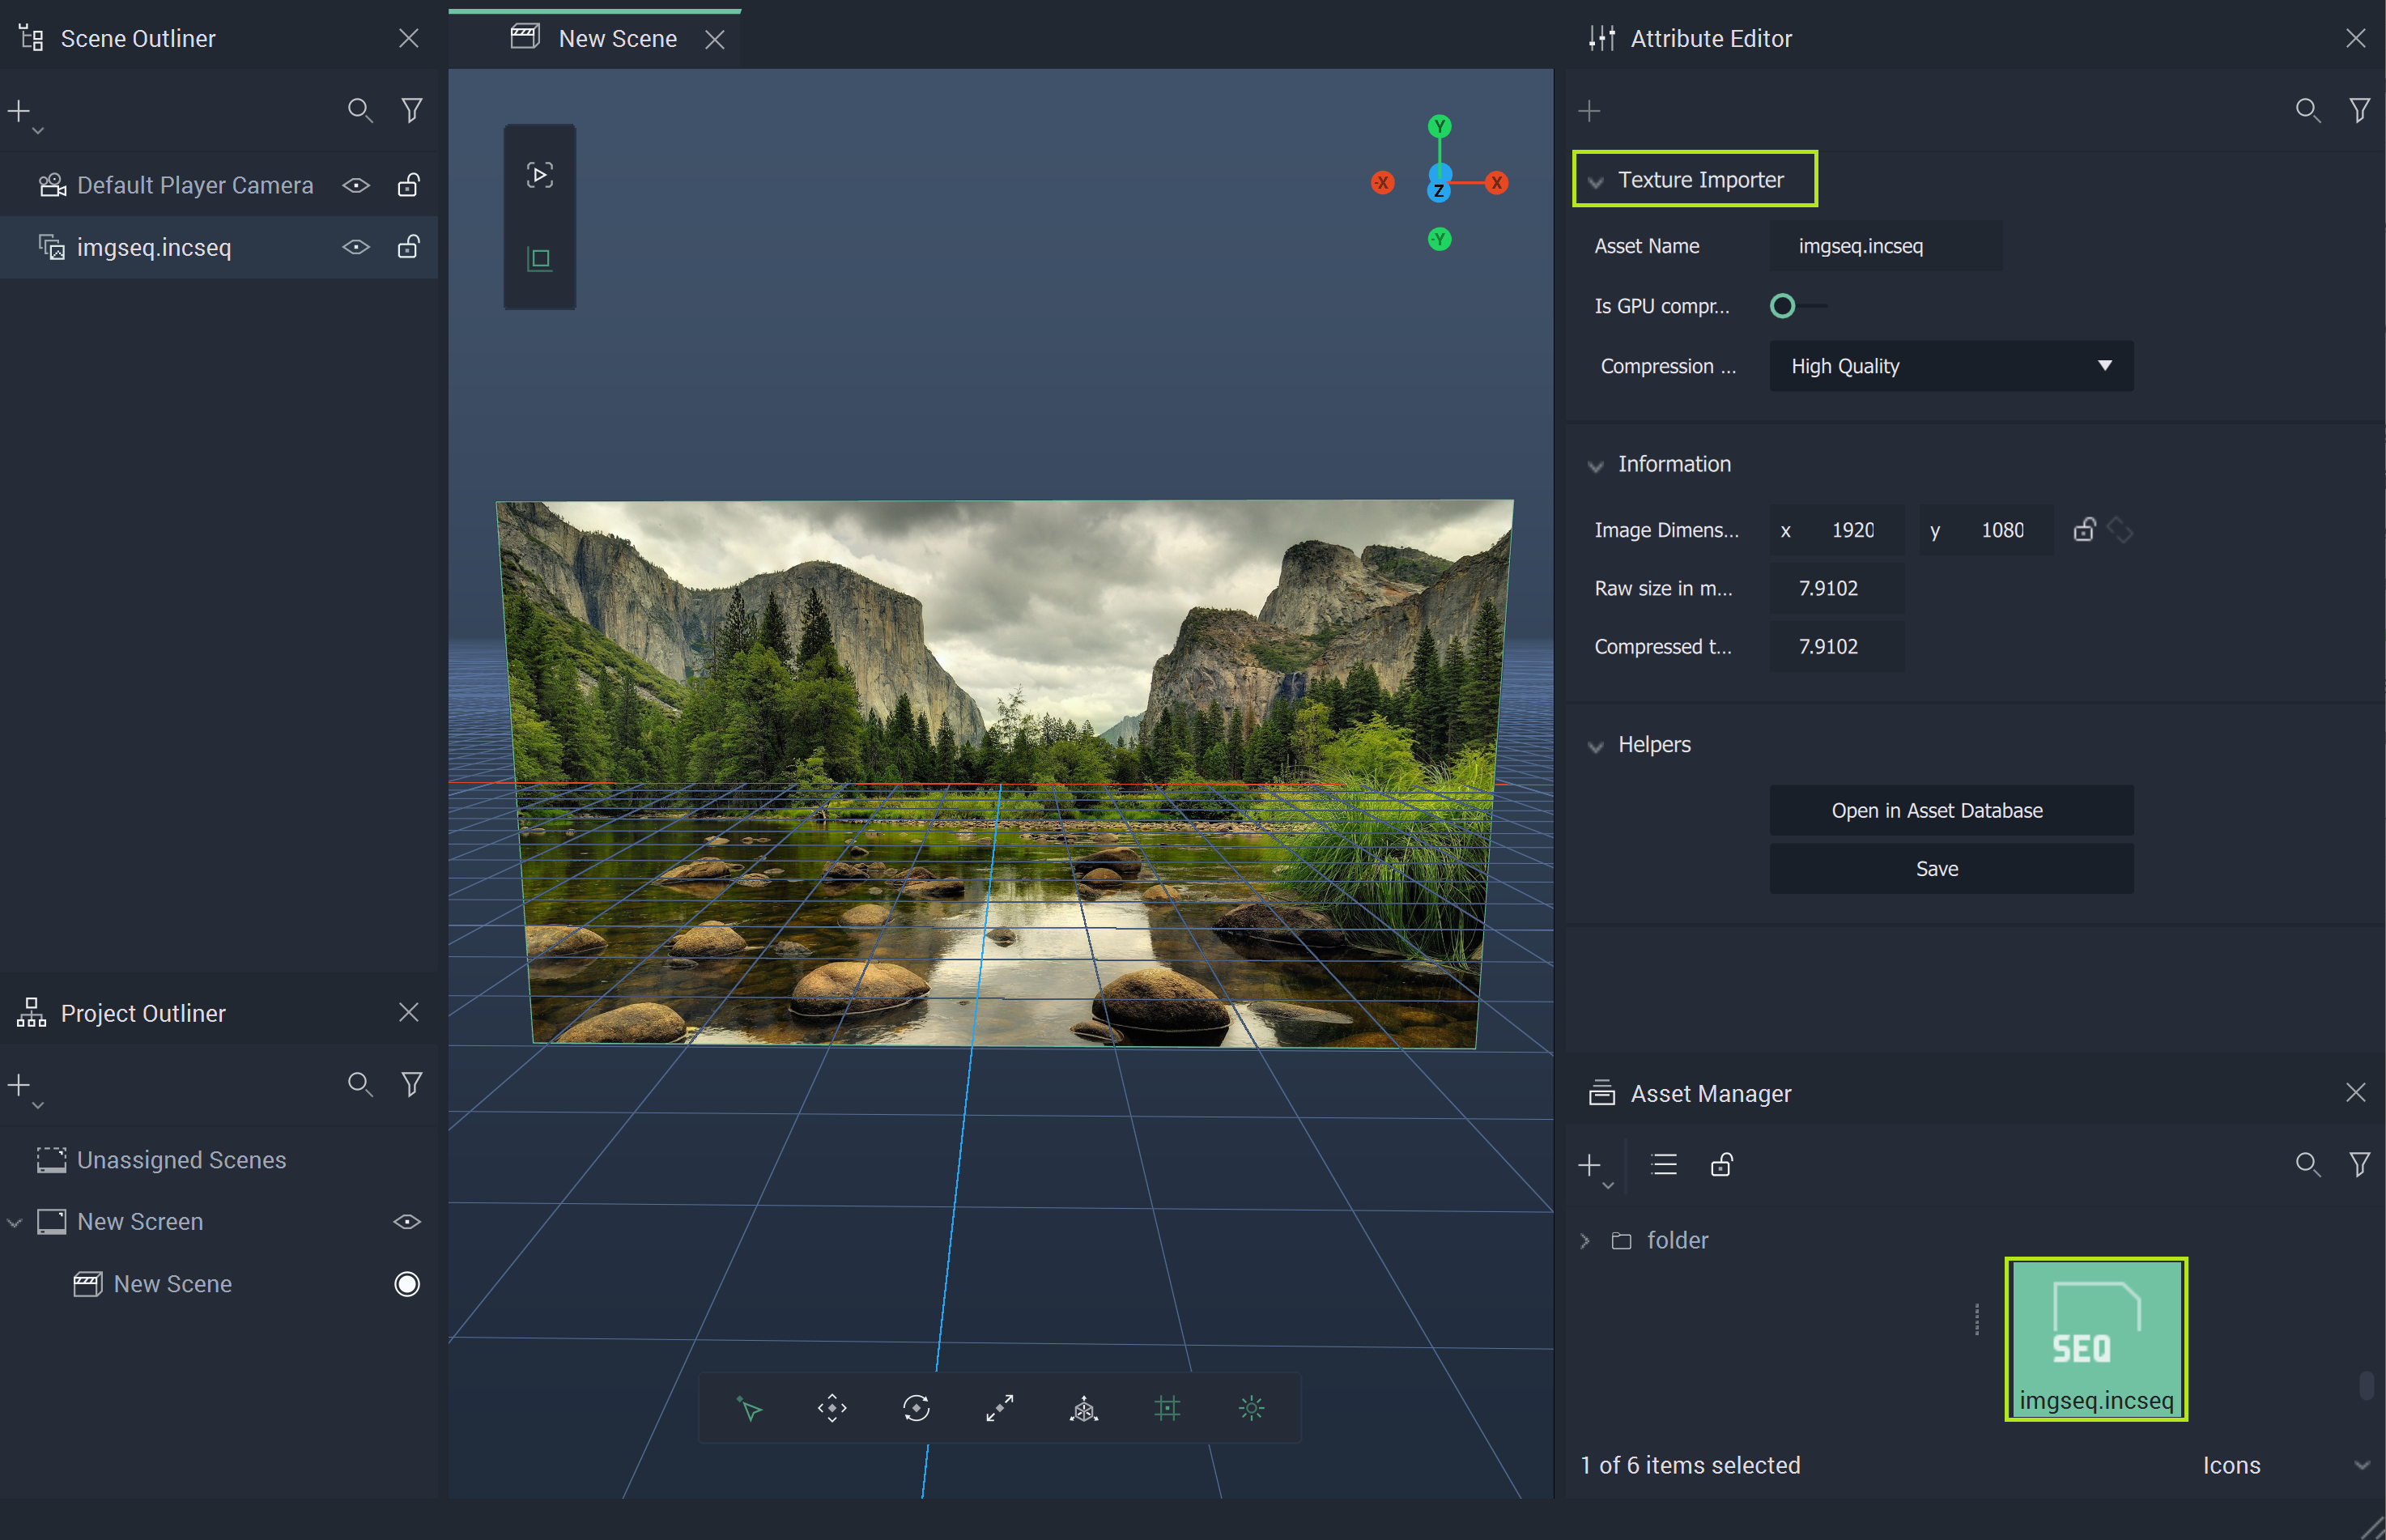 Scene Outliner
New Scene
Attribute Editor
Default Player Camera
imgseq.incseq
Y
-X
Z
X
-Y
Texture Importer
Asset Name
imgseq.incseq
Is GPU compr...
Compression ...
High Quality
Information
Image Dimens...
x 1920
y 1080
Raw size in m...
7.9102
Compressed t...
7.9102
Helpers
Open in Asset Database
Save
Project Outliner
Unassigned Scenes
New Screen
New Scene
Asset Manager
folder
SEQ
imgseq.incseq
1 of 6 items selected
Icons